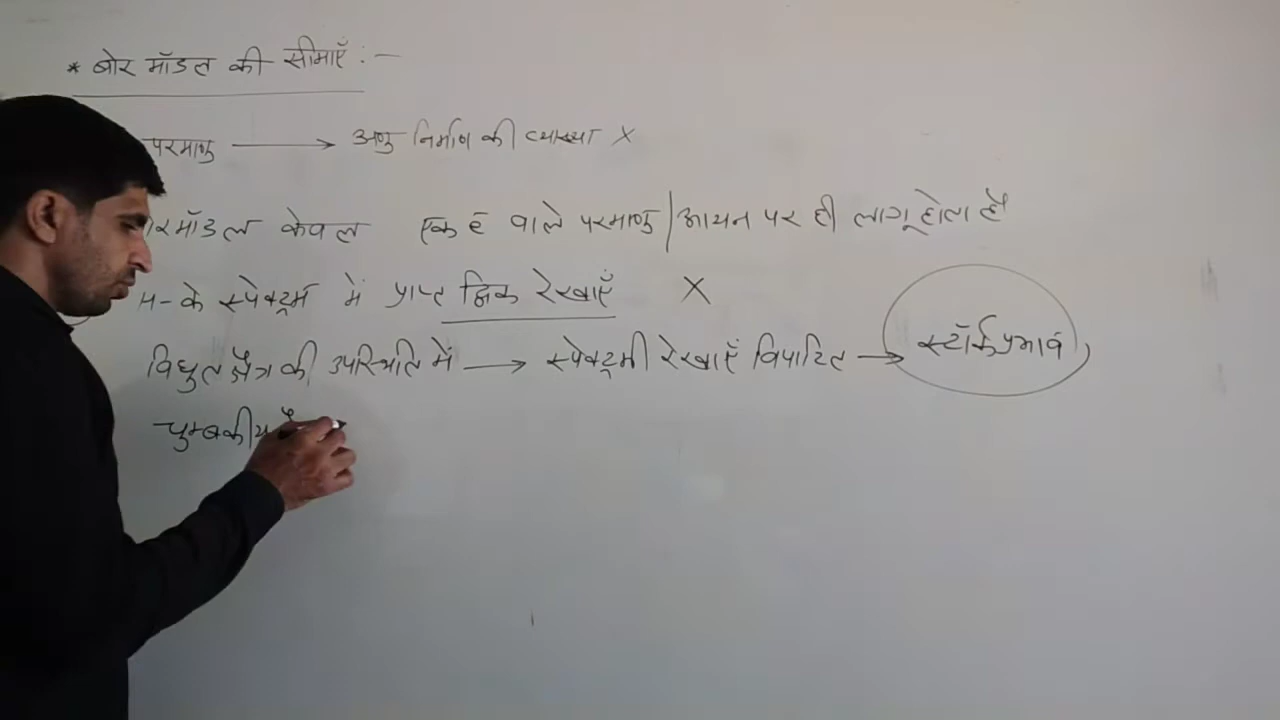 * बोर मॉडल की सीमाएँ :-
परमाणु → अणु निर्माण की व्याख्या ×
मॉडल केवल एक e̅ वाले परमाणु | आयन पर ही लागू होता है
H- के स्पेक्ट्रम में प्राप्त द्विक रेखाएँ ×
विधुत क्षैत्र की उपस्थिति में → स्पेक्ट्रमी रेखाएँ विपाटित → स्टॉर्क प्रभाव
चुम्बकीय